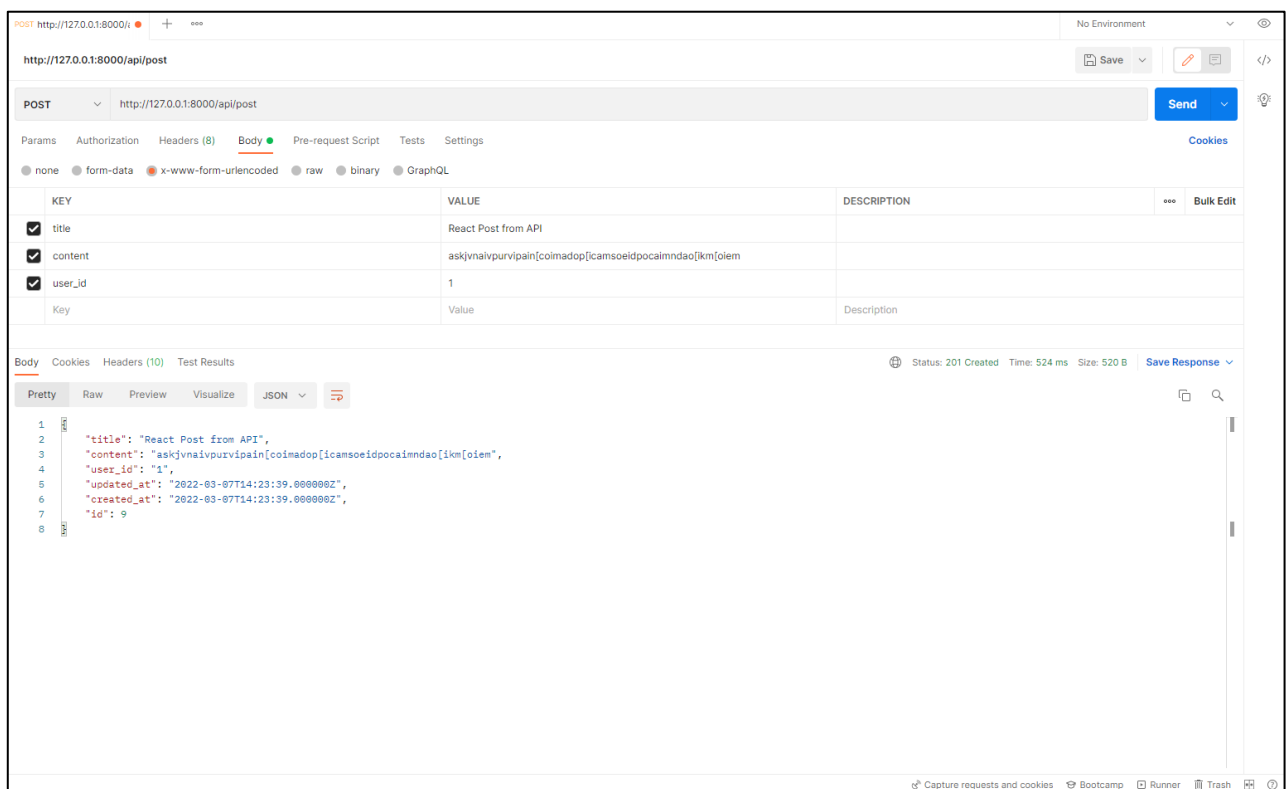 POST http://127.0.0.1:8000/a + ooo No Environment
http://127.0.0.1:8000/api/post Save </>
POST http://127.0.0.1:8000/api/post Send
Params Authorization Headers (8) Body Pre-request Script Tests Settings Cookies
none form-data x-www-form-urlencoded raw binary GraphQL
KEY VALUE DESCRIPTION ooo Bulk Edit
title React Post from API
content askjvnaivpurvipain[coimadop[icamsoeidpocaimndao[ikm[oiem
user_id 1
Key Value Description
Body Cookies Headers (10) Test Results Status: 201 Created Time: 524 ms Size: 520 B Save Response
Pretty Raw Preview Visualize JSON
1 {
2 "title": "React Post from API",
3 "content": "askjvnaivpurvipain[coimadop[icamsoeidpocaimndao[ikm[oiem",
4 "user_id": "1",
5 "updated_at": "2022-03-07T14:23:39.000000Z",
6 "created_at": "2022-03-07T14:23:39.000000Z",
7 "id": 9
8 }
Capture requests and cookies Bootcamp Runner Trash